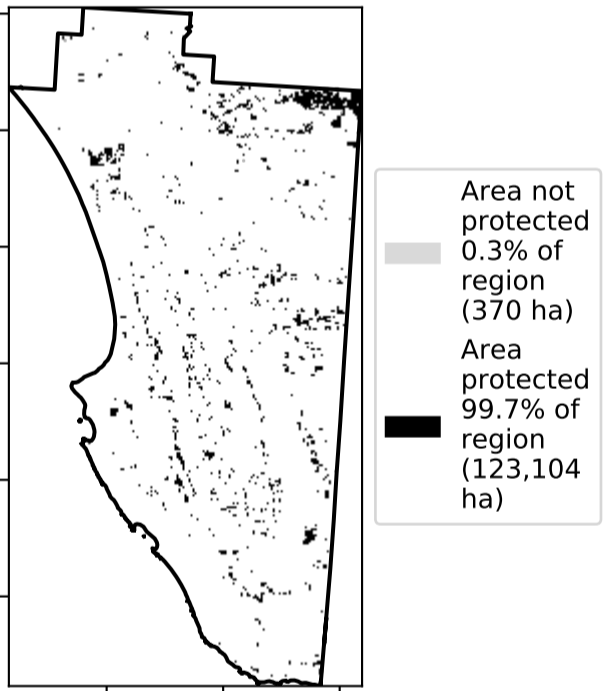 Area not
protected
0.3% of
region
(370 ha)
Area
protected
99.7% of
region
(123,104
ha)